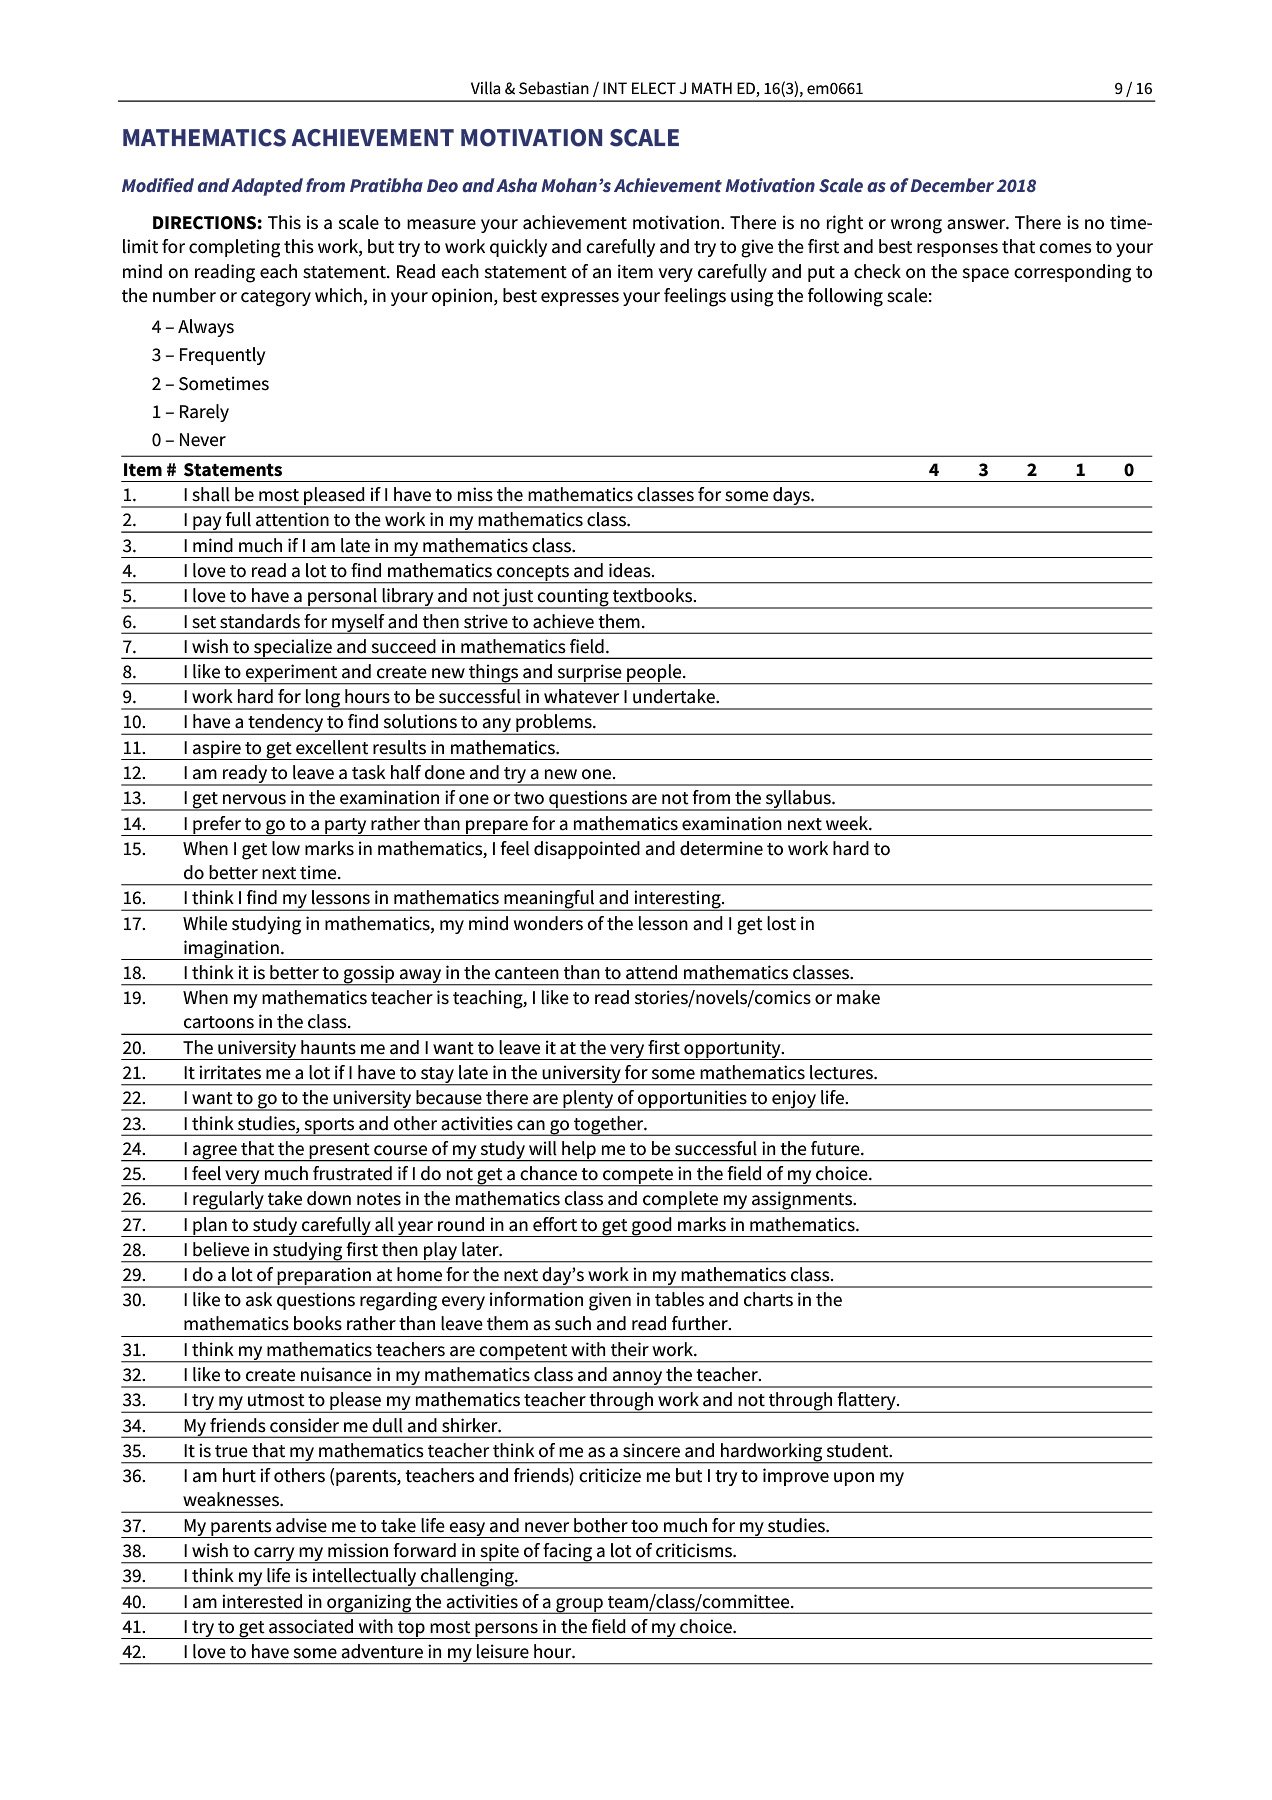 Villa & Sebastian / INT ELECT J MATH ED, 16(3), em0661 9 / 16
MATHEMATICS ACHIEVEMENT MOTIVATION SCALE
Modified and Adapted from Pratibha Deo and Asha Mohan’s Achievement Motivation Scale as of December 2018
DIRECTIONS: This is a scale to measure your achievement motivation. There is no right or wrong answer. There is no time-
limit for completing this work, but try to work quickly and carefully and try to give the first and best responses that comes to your
mind on reading each statement. Read each statement of an item very carefully and put a check on the space corresponding to
the number or category which, in your opinion, best expresses your feelings using the following scale:
4 – Always
3 – Frequently
2 – Sometimes
1 – Rarely
0 – Never
Item # Statements 4 3 2 1 0
1. I shall be most pleased if I have to miss the mathematics classes for some days.
2. I pay full attention to the work in my mathematics class.
3. I mind much if I am late in my mathematics class.
4. I love to read a lot to find mathematics concepts and ideas.
5. I love to have a personal library and not just counting textbooks.
6. I set standards for myself and then strive to achieve them.
7. I wish to specialize and succeed in mathematics field.
8. I like to experiment and create new things and surprise people.
9. I work hard for long hours to be successful in whatever I undertake.
10. I have a tendency to find solutions to any problems.
11. I aspire to get excellent results in mathematics.
12. I am ready to leave a task half done and try a new one.
13. I get nervous in the examination if one or two questions are not from the syllabus.
14. I prefer to go to a party rather than prepare for a mathematics examination next week.
15. When I get low marks in mathematics, I feel disappointed and determine to work hard to
do better next time.
16. I think I find my lessons in mathematics meaningful and interesting.
17. While studying in mathematics, my mind wonders of the lesson and I get lost in
imagination.
18. I think it is better to gossip away in the canteen than to attend mathematics classes.
19. When my mathematics teacher is teaching, I like to read stories/novels/comics or make
cartoons in the class.
20. The university haunts me and I want to leave it at the very first opportunity.
21. It irritates me a lot if I have to stay late in the university for some mathematics lectures.
22. I want to go to the university because there are plenty of opportunities to enjoy life.
23. I think studies, sports and other activities can go together.
24. I agree that the present course of my study will help me to be successful in the future.
25. I feel very much frustrated if I do not get a chance to compete in the field of my choice.
26. I regularly take down notes in the mathematics class and complete my assignments.
27. I plan to study carefully all year round in an effort to get good marks in mathematics.
28. I believe in studying first then play later.
29. I do a lot of preparation at home for the next day’s work in my mathematics class.
30. I like to ask questions regarding every information given in tables and charts in the
mathematics books rather than leave them as such and read further.
31. I think my mathematics teachers are competent with their work.
32. I like to create nuisance in my mathematics class and annoy the teacher.
33. I try my utmost to please my mathematics teacher through work and not through flattery.
34. My friends consider me dull and shirker.
35. It is true that my mathematics teacher think of me as a sincere and hardworking student.
36. I am hurt if others (parents, teachers and friends) criticize me but I try to improve upon my
weaknesses.
37. My parents advise me to take life easy and never bother too much for my studies.
38. I wish to carry my mission forward in spite of facing a lot of criticisms.
39. I think my life is intellectually challenging.
40. I am interested in organizing the activities of a group team/class/committee.
41. I try to get associated with top most persons in the field of my choice.
42. I love to have some adventure in my leisure hour.